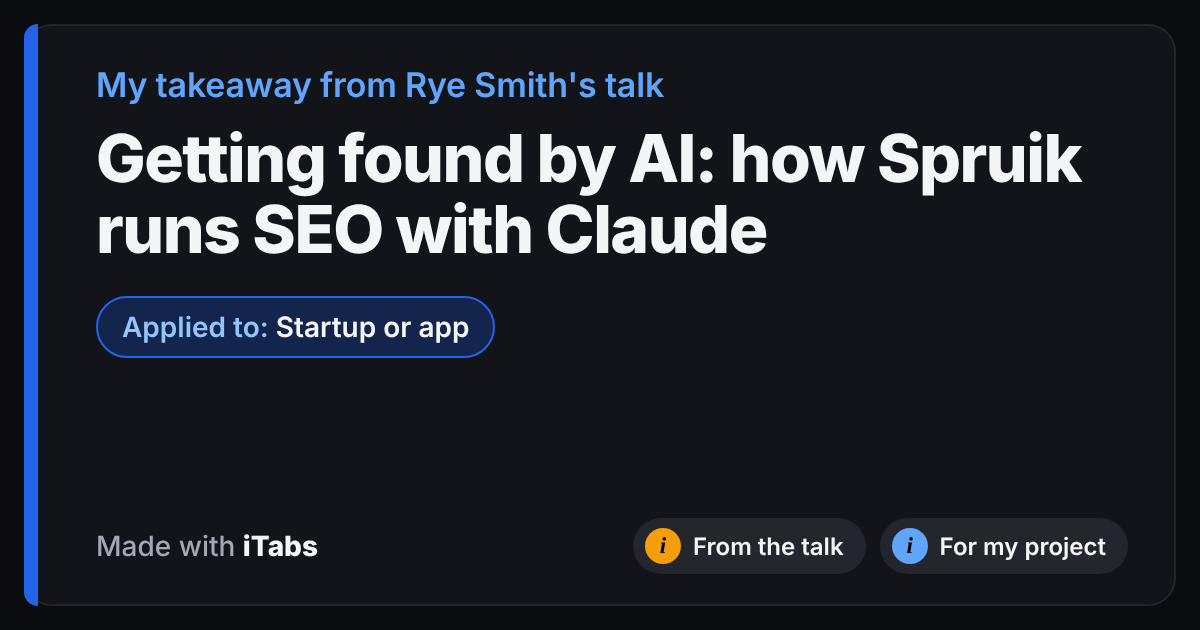 My takeaway from Rye Smith's talk
Getting found by AI: how Spruik
runs SEO with Claude
Applied to: Startup or app
Made with iTabs
i From the talk
i For my project